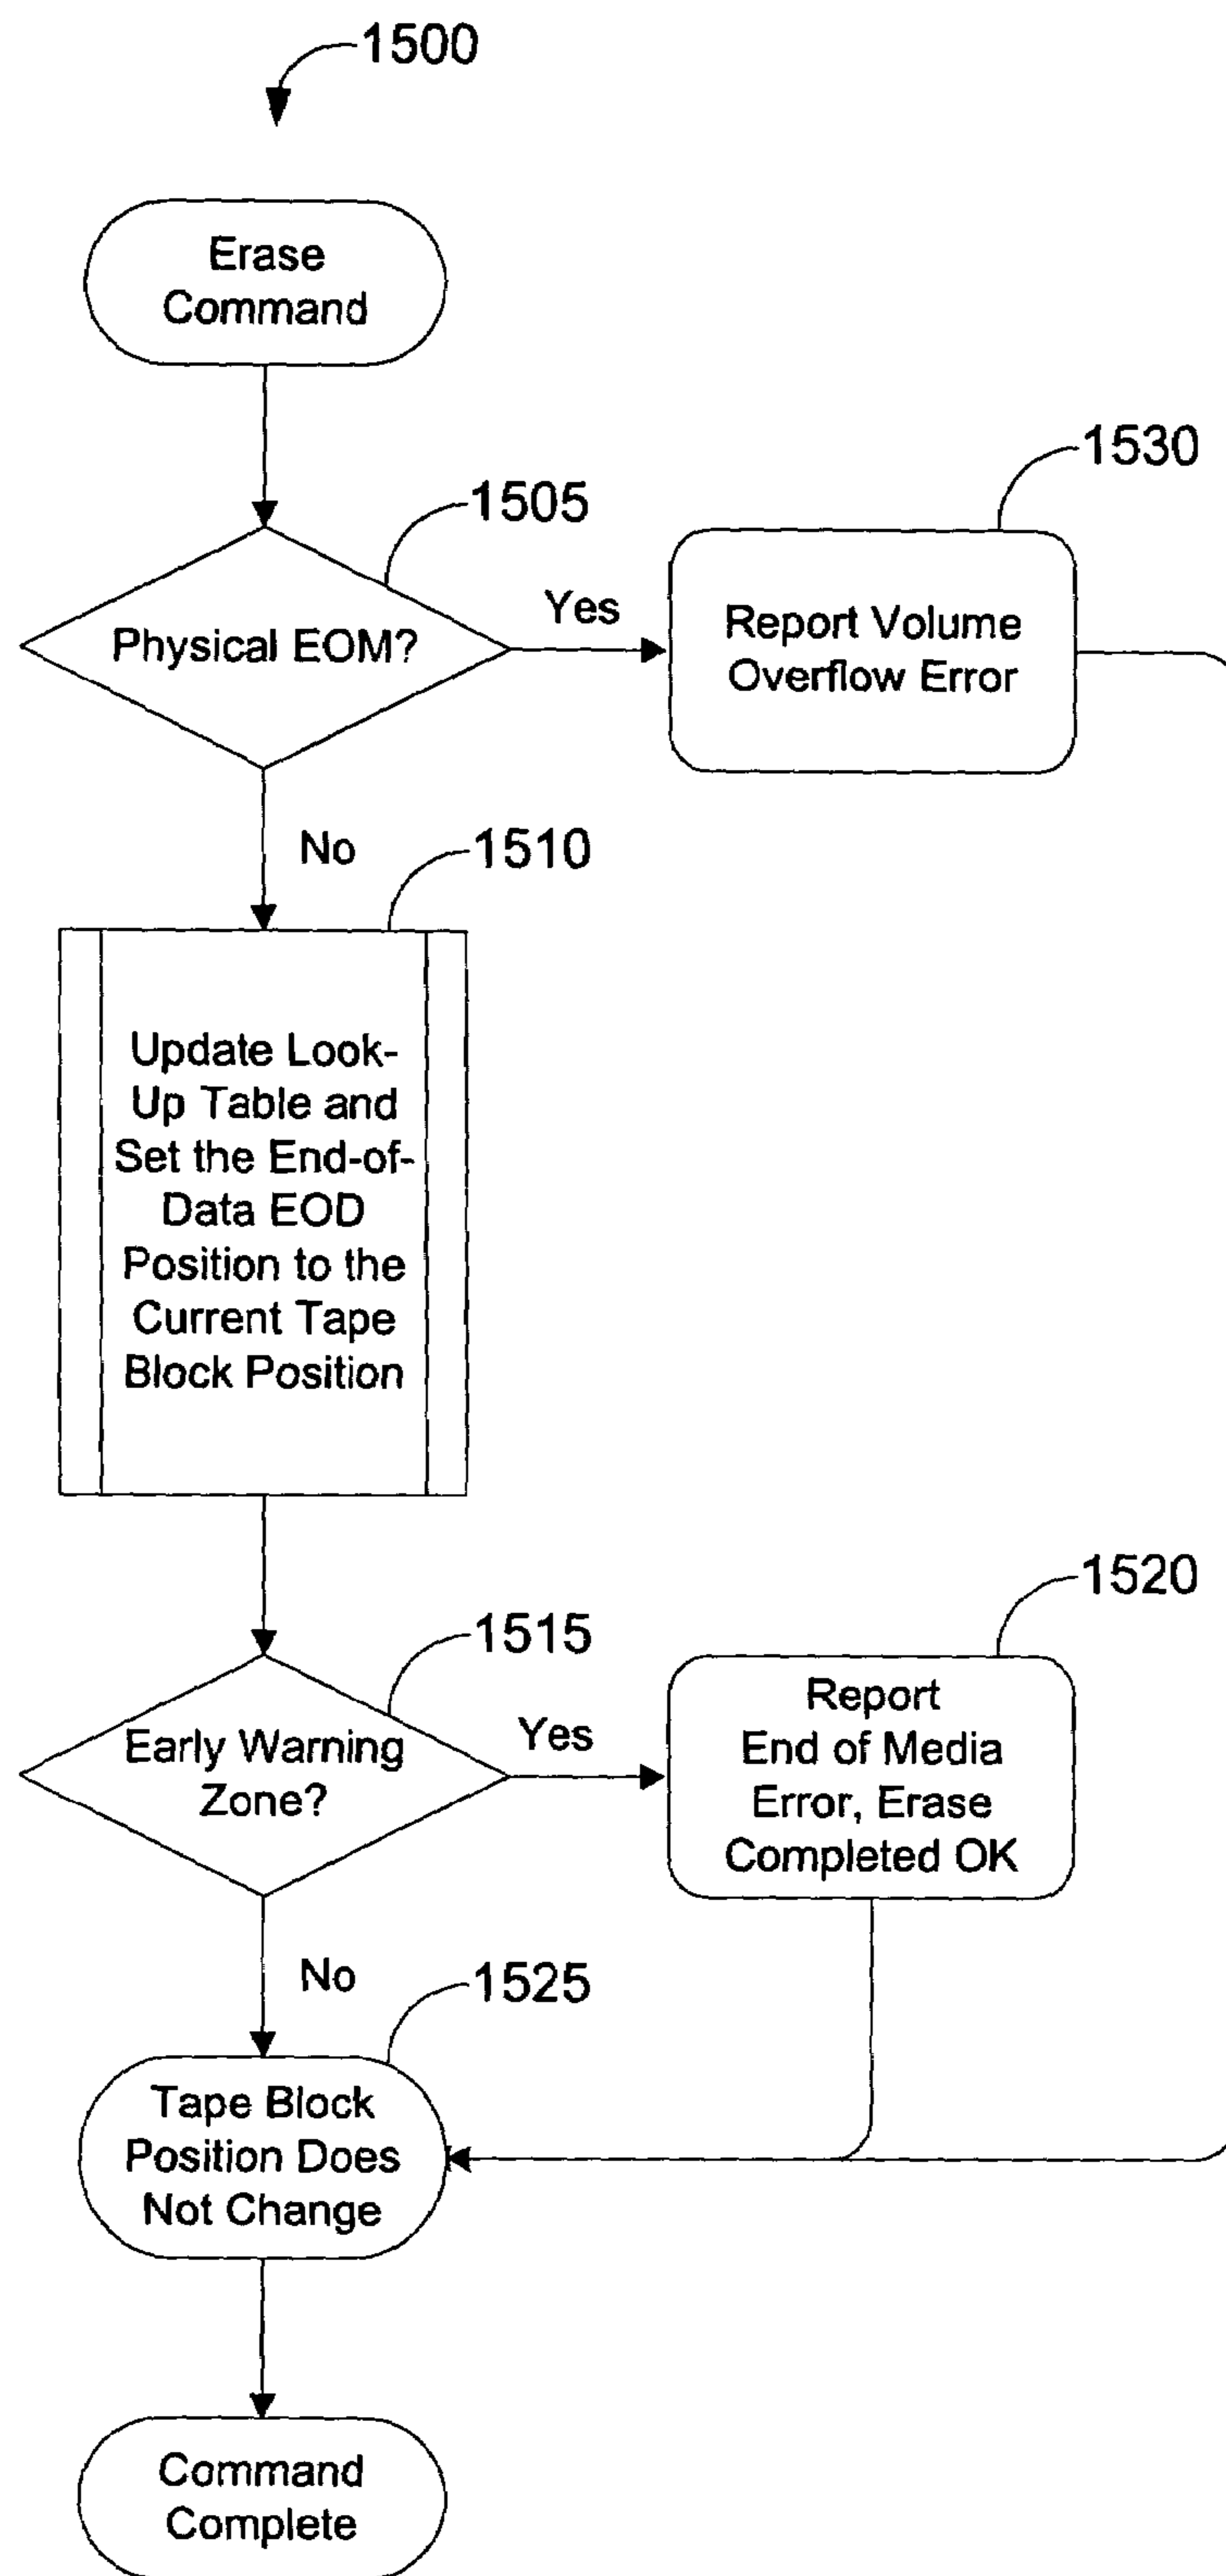 1500
Erase
Command
1505
Physical EOM?
Yes
1530
Report Volume
Overflow Error
No
1510
Update Look-
Up Table and
Set the End-of-
Data EOD
Position to the
Current Tape
Block Position
1515
Early Warning
Zone?
Yes
1520
Report
End of Media
Error, Erase
Completed OK
No
1525
Tape Block
Position Does
Not Change
Command
Complete